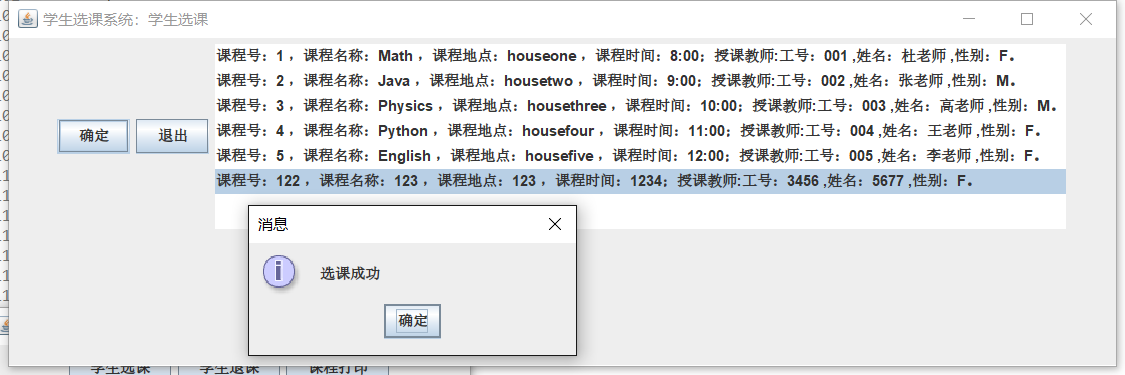 学生选课系统：学生选课
课程号：1 ，课程名称：Math ，课程地点：houseone ，课程时间：8:00；授课教师:工号：001 ,姓名：杜老师 ,性别：F。
课程号：2 ，课程名称：Java ，课程地点：housetwo ，课程时间：9:00；授课教师:工号：002 ,姓名：张老师 ,性别：M。
课程号：3 ，课程名称：Physics ，课程地点：housethree ，课程时间：10:00；授课教师:工号：003 ,姓名：高老师 ,性别：M。
课程号：4 ，课程名称：Python ，课程地点：housefour ，课程时间：11:00；授课教师:工号：004 ,姓名：王老师 ,性别：F。
课程号：5 ，课程名称：English ，课程地点：housefive ，课程时间：12:00；授课教师:工号：005 ,姓名：李老师 ,性别：F。
课程号：122 ，课程名称：123 ，课程地点：123 ，课程时间：1234；授课教师:工号：3456 ,姓名：5677 ,性别：F。
确定 退出
消息
选课成功
确定
学生选课 学生退课 课程打印